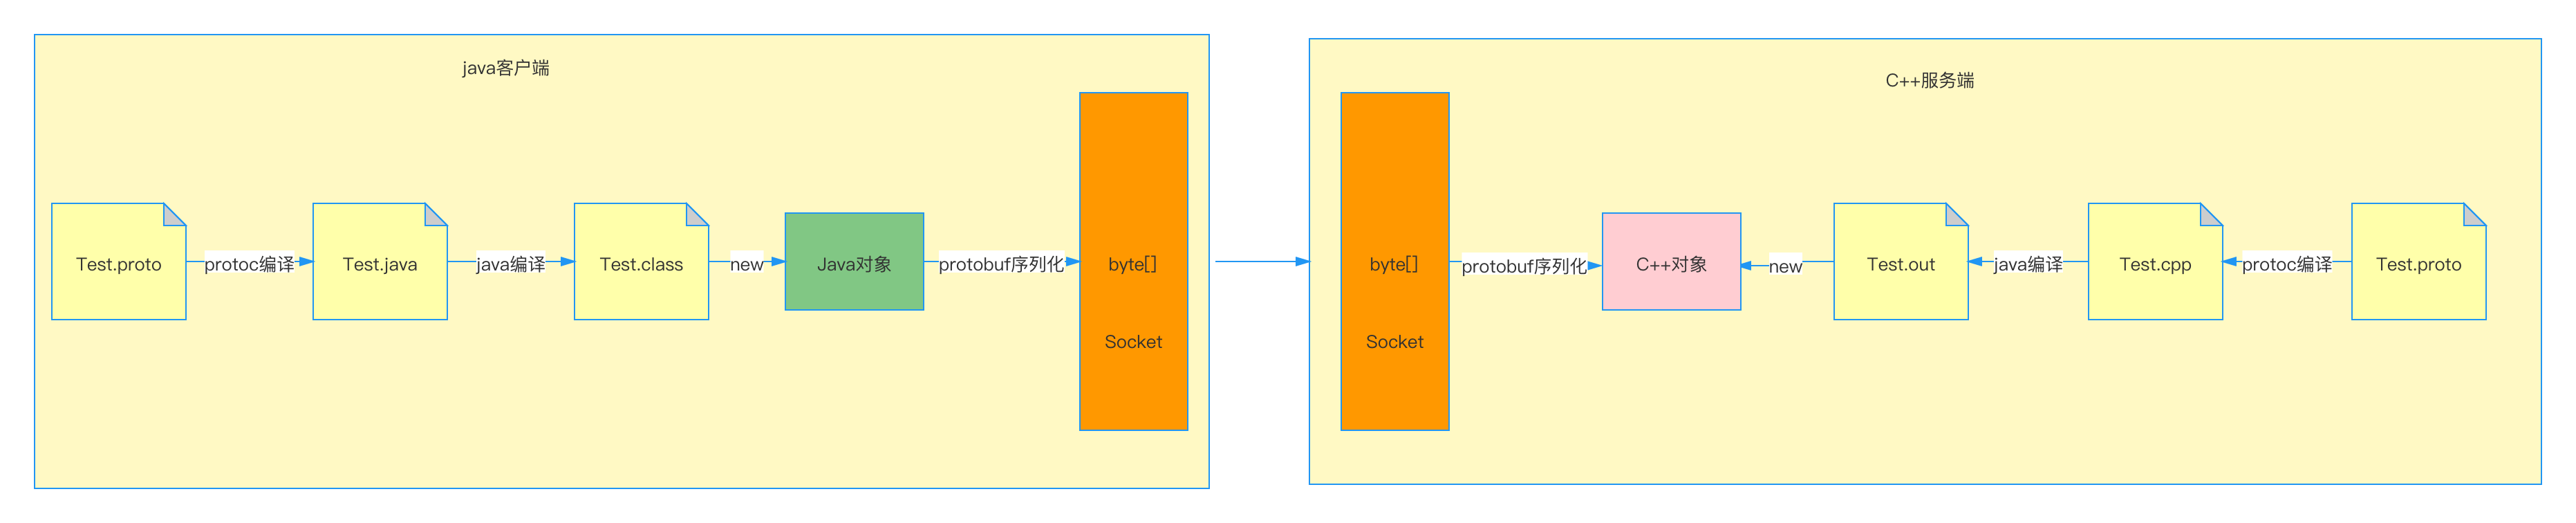 java客户端
Test.proto
protoc编译
Test.java
java编译
Test.class
new
Java对象
protobuf序列化
byte[]
Socket
C++服务端
byte[]
Socket
protobuf序列化
C++对象
new
Test.out
java编译
Test.cpp
protoc编译
Test.proto